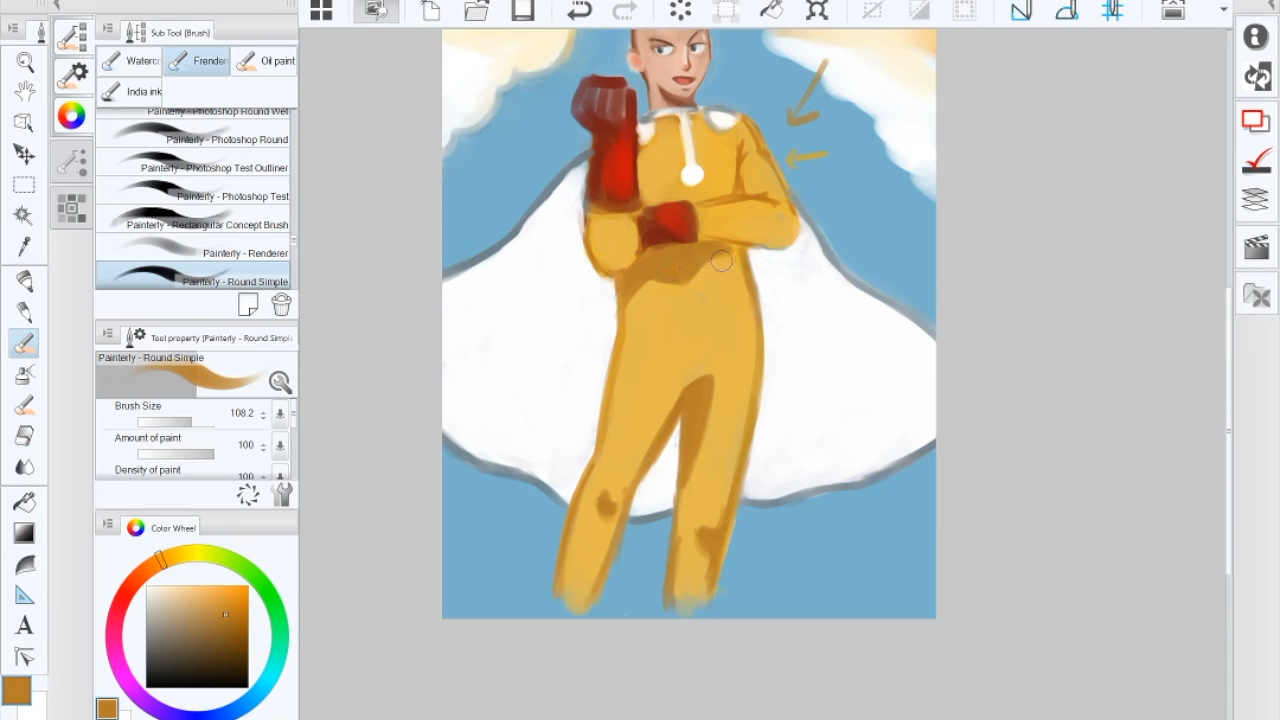 Sub Tool [Brush]
Waterco
Frender
Oil paint
India ink
Painterly - Photoshop Round Wet
Painterly - Photoshop Round
Painterly - Photoshop Test Outliner
Painterly - Photoshop Test
Painterly - Rectangular Concept Brush
Painterly - Renderer
Painterly - Round Simple
Tool property [Painterly - Round Simple
Painterly - Round Simple
Brush Size 108.2
Amount of paint 100
Density of paint 100
Color Wheel